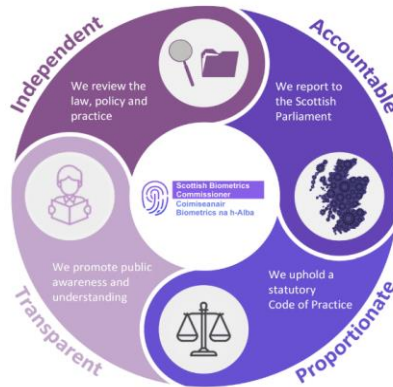 Independent
We review the
law, policy and
practice
Accountable
We report to
the Scottish
Parliament
Scottish Biometrics
Commissioner
Coimiseanair
Biometrics na h-Alba
Transparent
We promote public
awareness and
understanding
Proportionate
We uphold a
statutory
Code of Practice